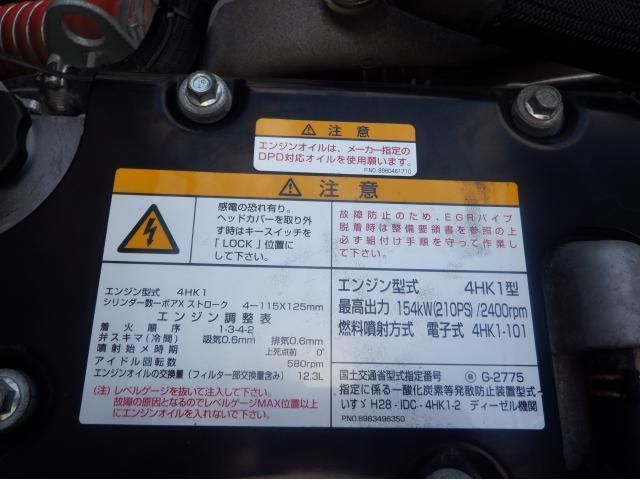 ⚠ 注意
エンジンオイルは、メーカー指定の
DPD対応オイルを使用願います。
P.NO. 8980461710
⚠ 注意
感電の恐れ有り。
ヘッドカバーを取り外
す時はキースイッチを
「LOCK」位置に
して下さい。
故障防止のため、EGRパイプ
脱着時は整備要領書を参照の上
必ず組付け手順を守って作業し
て下さい。
エンジン型式 4HK1
シリンダー数ーボアXストローク 4ー115X125mm
エンジン調整表
着火順序 1-3-4-2
弁スキマ(冷間) 吸気0.6mm 排気0.6mm
噴射始メ時期 上死点前 0°
アイドル回転数 580rpm
エンジンオイルの交換量(フィルター部交換量含み) 12.3L
(注)レベルゲージを抜いて注入して下さい。
故障の原因となるのでレベルゲージMAX位置以上
にエンジンオイルを入れないで下さい。
エンジン型式 4HK1型
最高出力 154kW(210PS)/2400rpm
燃料噴射方式 電子式 4HK1-101
国土交通省型式指定番号 G-2775
指定に係る一酸化炭素等発散防止装置型式
いすゞ H28-IDC-4HK1-2 ディーゼル機関
P.NO.8983496350